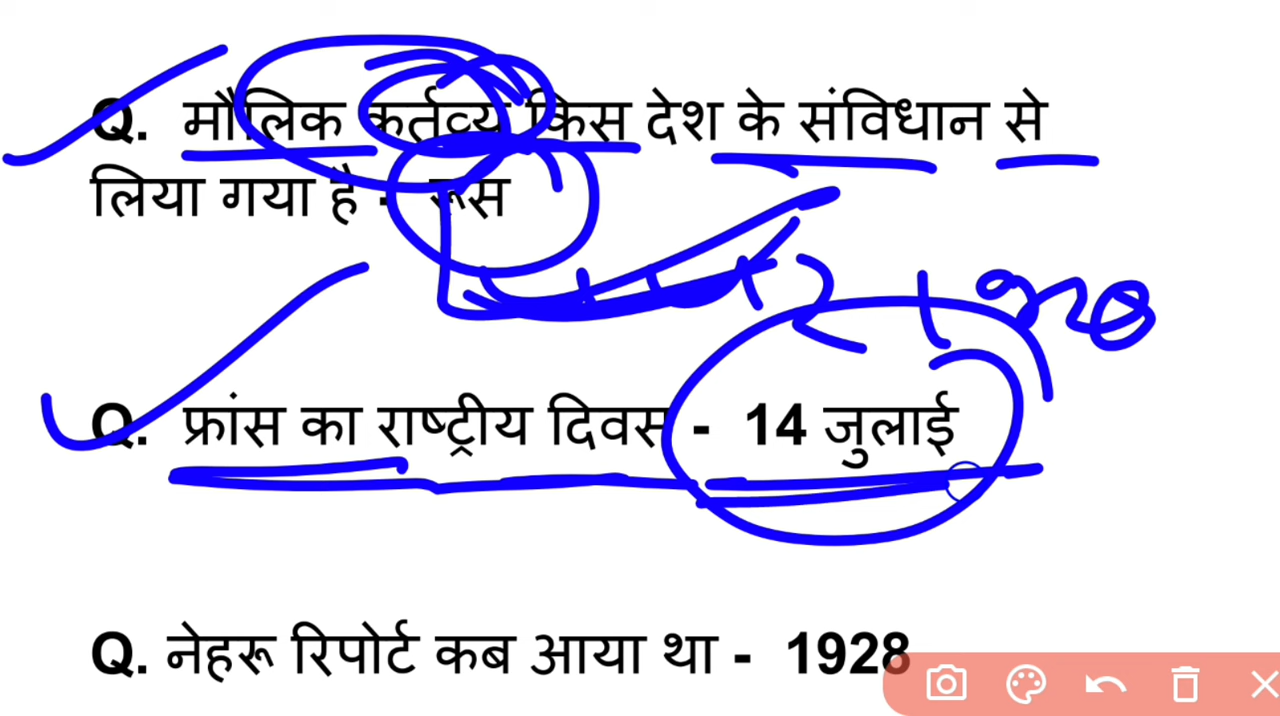 Q. मौलिक कर्तव्य किस देश के संविधान से
लिया गया है - रूस
Q. फ्रांस का राष्ट्रीय दिवस - 14 जुलाई
Q. नेहरू रिपोर्ट कब आया था - 1928